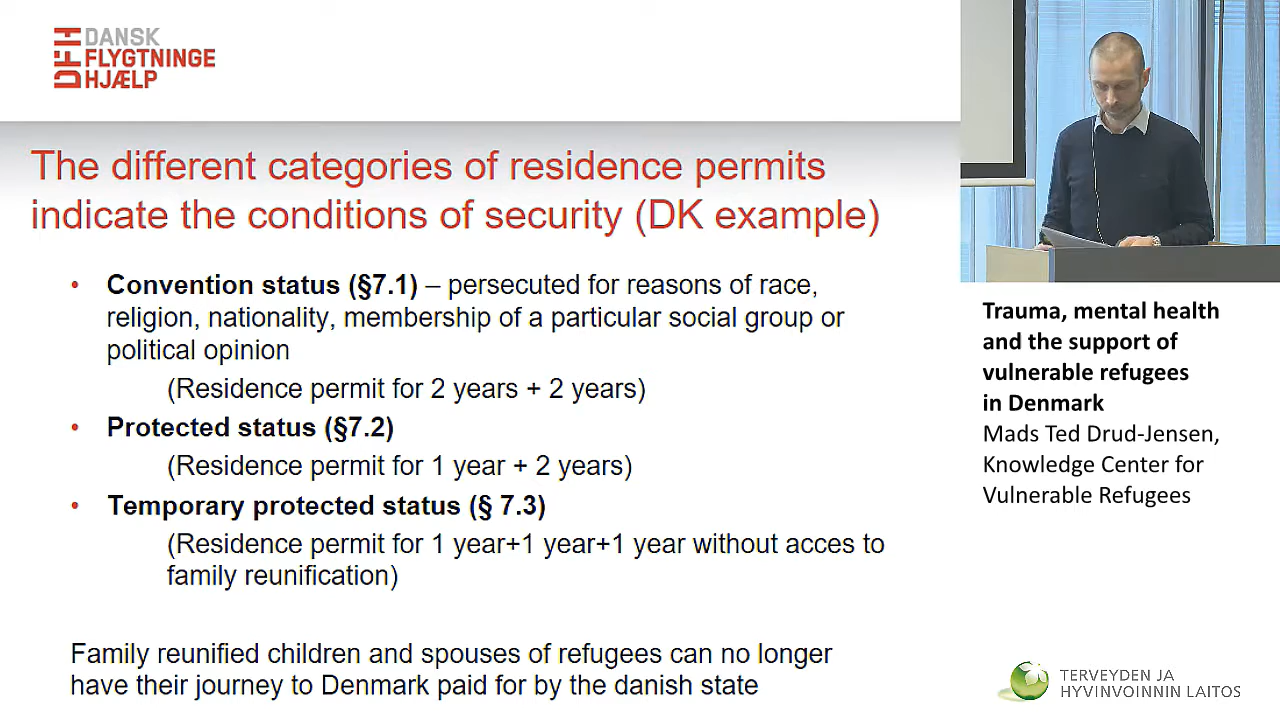 DFH DANSK
FLYGTNINGE
HJÆLP
The different categories of residence permits
indicate the conditions of security (DK example)
• Convention status (§7.1) – persecuted for reasons of race,
religion, nationality, membership of a particular social group or
political opinion
(Residence permit for 2 years + 2 years)
• Protected status (§7.2)
(Residence permit for 1 year + 2 years)
• Temporary protected status (§ 7.3)
(Residence permit for 1 year+1 year+1 year without acces to
family reunification)
Family reunified children and spouses of refugees can no longer
have their journey to Denmark paid for by the danish state
Trauma, mental health
and the support of
vulnerable refugees
in Denmark
Mads Ted Drud-Jensen,
Knowledge Center for
Vulnerable Refugees
TERVEYDEN JA
HYVINVOINNIN LAITOS